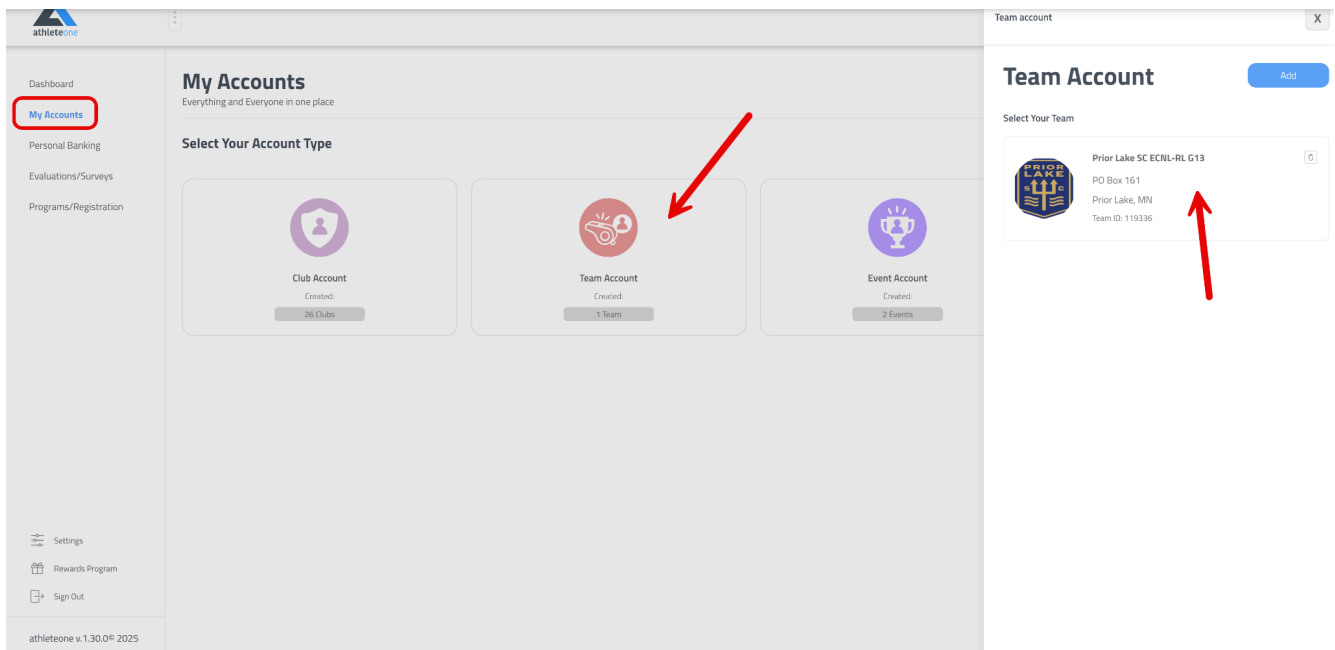 athleteone
Dashboard
My Accounts
Personal Banking
Evaluations/Surveys
Programs/Registration
Settings
Rewards Program
Sign Out
athleteone v.1.30.0© 2025
My Accounts
Everything and Everyone in one place
Select Your Account Type
Club Account
Created:
26 Clubs
Team Account
Created:
1 Team
Event Account
Created:
2 Events
Team account
X
Team Account
Add
Select Your Team
PRIOR
LAKE
S C
Prior Lake SC ECNL-RL G13
PO Box 161
Prior Lake, MN
Team ID: 119336